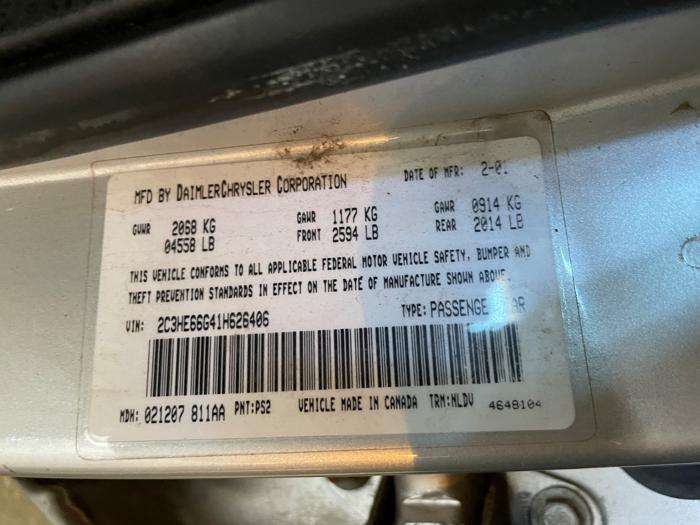 MFD BY DAIMLERCHRYSLER CORPORATION DATE OF MFR: 2-01
GVWR 2068 KG GAWR 1177 KG GAWR 0914 KG
04558 LB FRONT 2594 LB REAR 2014 LB
THIS VEHICLE CONFORMS TO ALL APPLICABLE FEDERAL MOTOR VEHICLE SAFETY, BUMPER AND
THEFT PREVENTION STANDARDS IN EFFECT ON THE DATE OF MANUFACTURE SHOWN ABOVE.
VIN: 2C3HE66G41H626406 TYPE: PASSENGE AR
MDH: 021207 811AA PNT:PS2 VEHICLE MADE IN CANADA TRM:NLDV 4648104